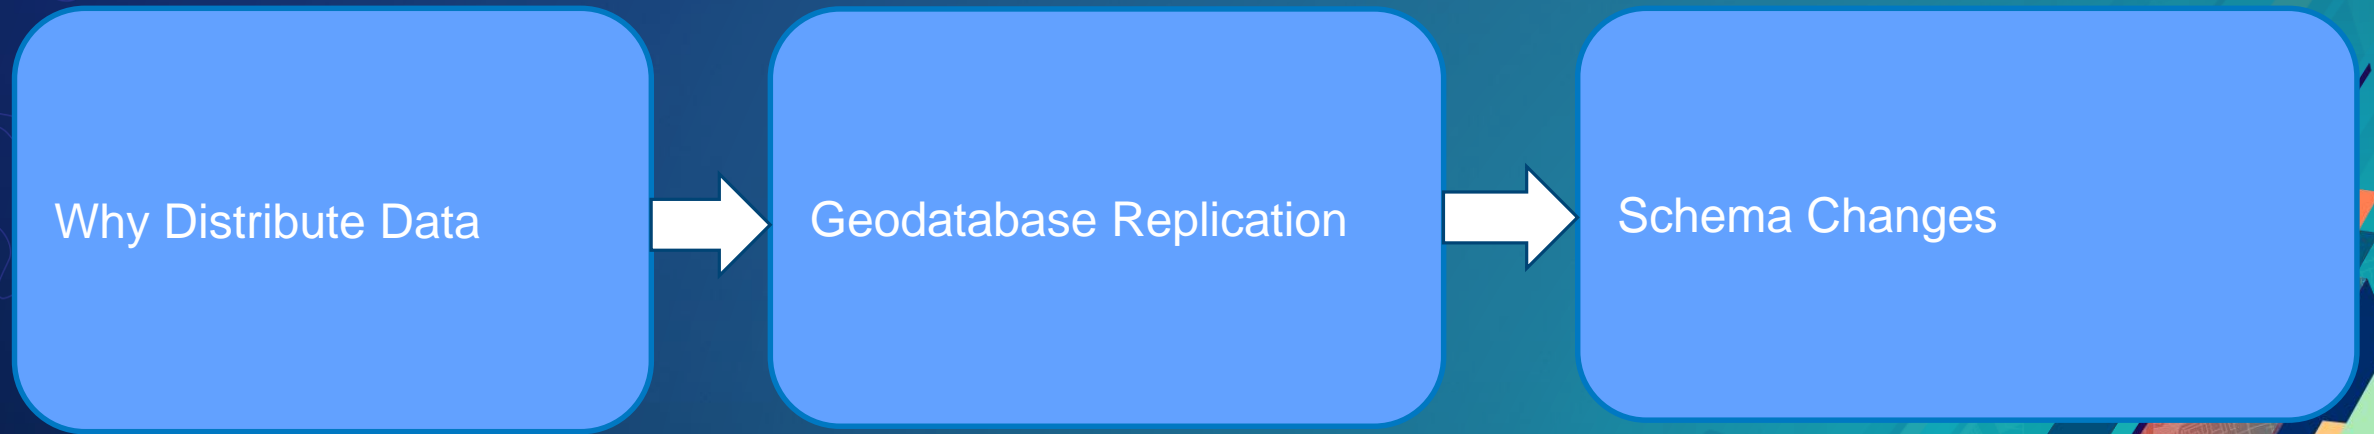 Why Distribute Data
Geodatabase Replication
Schema Changes